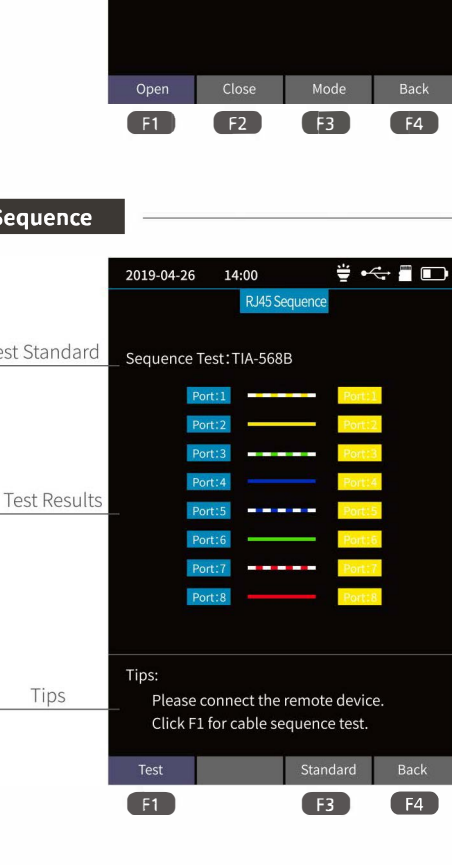 Open Close Mode Back
F1 F2 F3 F4
Sequence
2019-04-26 14:00
RJ45 Sequence
est Standard
Sequence Test:TIA-568B
Port:1 Port:1
Port:2 Port:2
Port:3 Port:3
Port:4 Port:4
Test Results
Port:5 Port:5
Port:6 Port:6
Port:7 Port:7
Port:8 Port:8
Tips:
Tips
Please connect the remote device.
Click F1 for cable sequence test.
Test Standard Back
F1 F3 F4